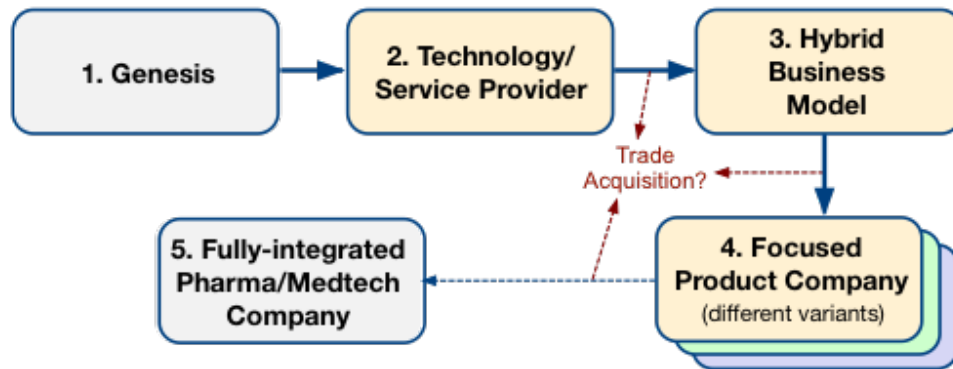 1. Genesis
2. Technology/
Service Provider
3. Hybrid
Business
Model
Trade
Acquisition?
4. Focused
Product Company
(different variants)
5. Fully-integrated
Pharma/Medtech
Company